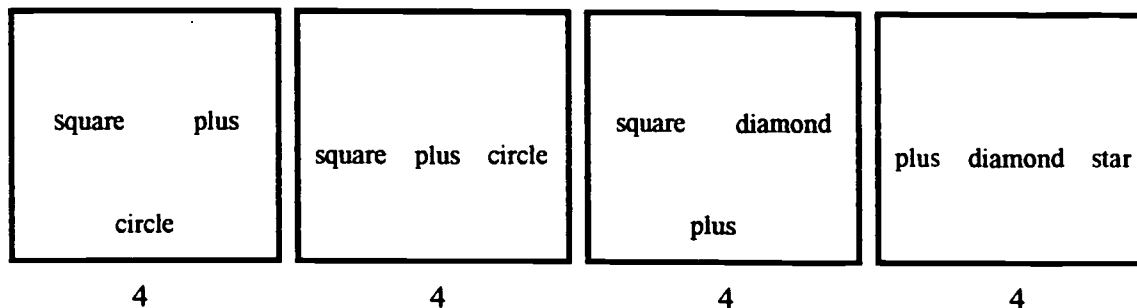 square plus
circle
4
square plus circle
4
square diamond
plus
4
plus diamond star
4